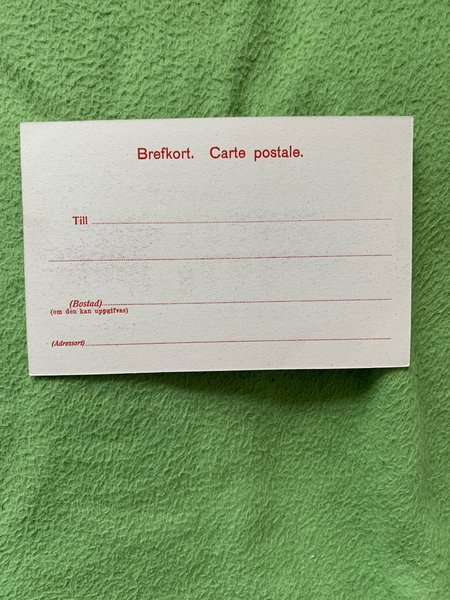 Brefkort. Carte postale.
Till
(Bostad)
(om den kan uppgifvas)
(Adressort)